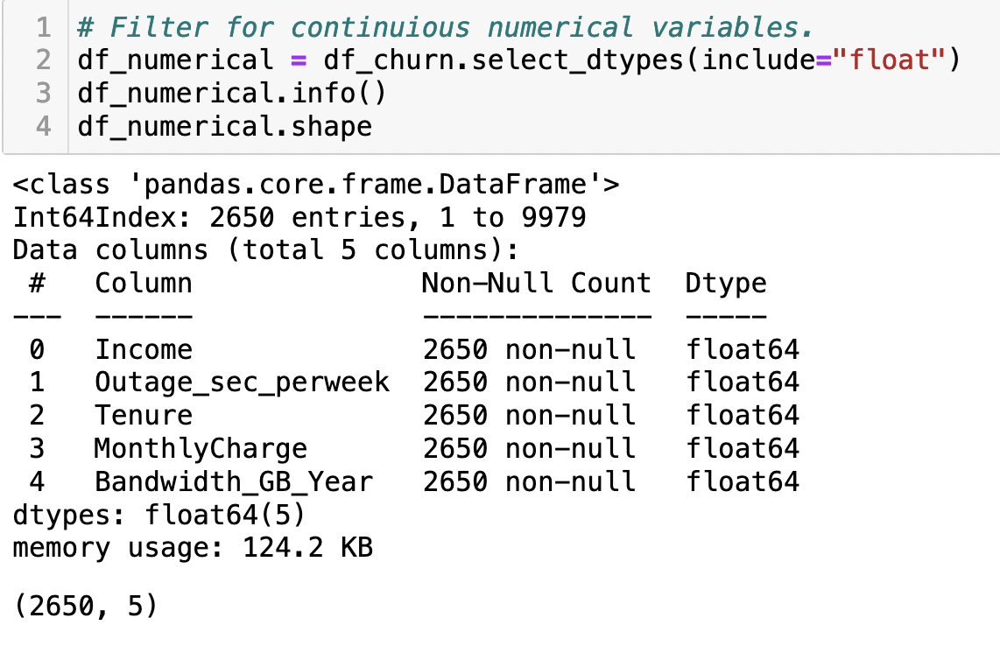 1 # Filter for continuious numerical variables.
2 df_numerical = df_churn.select_dtypes(include="float")
3 df_numerical.info()
4 df_numerical.shape
<class 'pandas.core.frame.DataFrame'>
Int64Index: 2650 entries, 1 to 9979
Data columns (total 5 columns):
 #   Column              Non-Null Count  Dtype
---  ------              --------------  -----
 0   Income              2650 non-null   float64
 1   Outage_sec_perweek  2650 non-null   float64
 2   Tenure              2650 non-null   float64
 3   MonthlyCharge       2650 non-null   float64
 4   Bandwidth_GB_Year   2650 non-null   float64
dtypes: float64(5)
memory usage: 124.2 KB
(2650, 5)